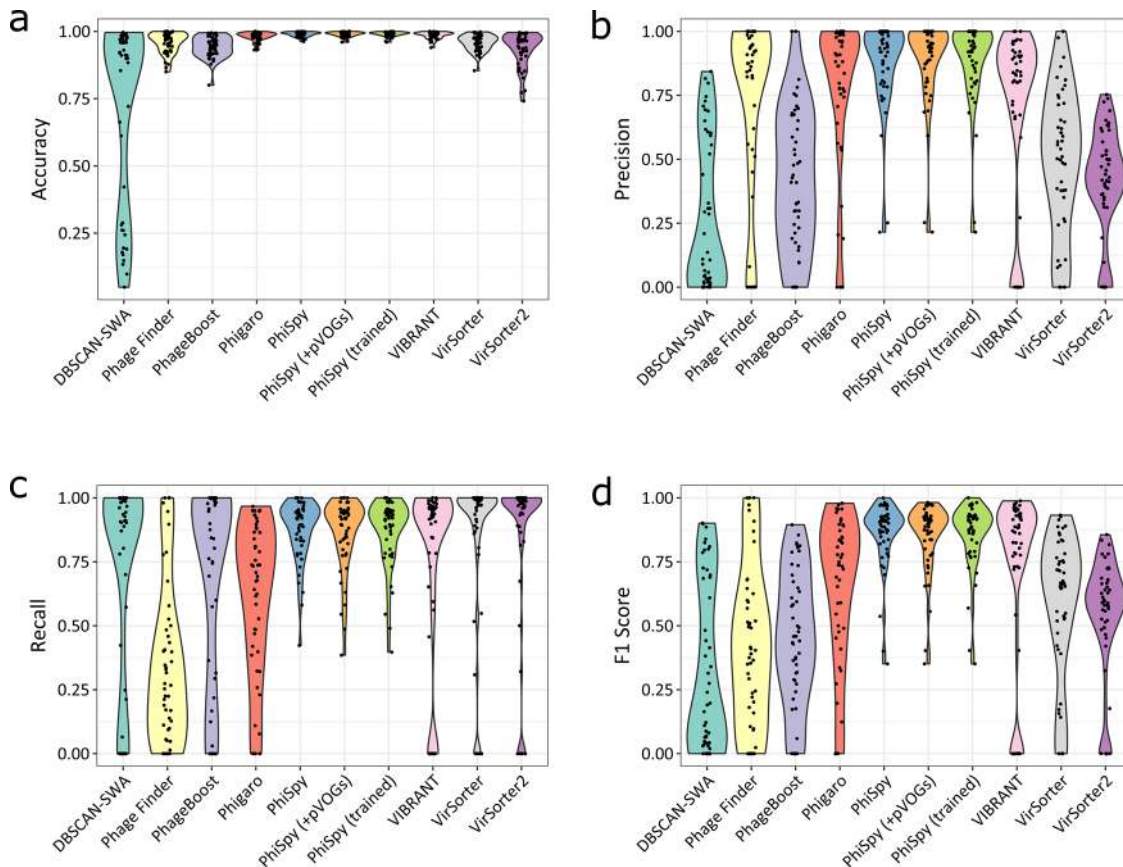 a
Accuracy
1.00
0.75
0.50
0.25
DBSCAN-SWA
Phage Finder
PhageBoost
Phigaro
PhiSpy
PhiSpy (+pVOGs)
PhiSpy (trained)
VIBRANT
VirSorter
VirSorter2
b
Precision
1.00
0.75
0.50
0.25
0.00
DBSCAN-SWA
Phage Finder
PhageBoost
Phigaro
PhiSpy
PhiSpy (+pVOGs)
PhiSpy (trained)
VIBRANT
VirSorter
VirSorter2
c
Recall
1.00
0.75
0.50
0.25
0.00
DBSCAN-SWA
Phage Finder
PhageBoost
Phigaro
PhiSpy
PhiSpy (+pVOGs)
PhiSpy (trained)
VIBRANT
VirSorter
VirSorter2
d
F1 Score
1.00
0.75
0.50
0.25
0.00
DBSCAN-SWA
Phage Finder
PhageBoost
Phigaro
PhiSpy
PhiSpy (+pVOGs)
PhiSpy (trained)
VIBRANT
VirSorter
VirSorter2